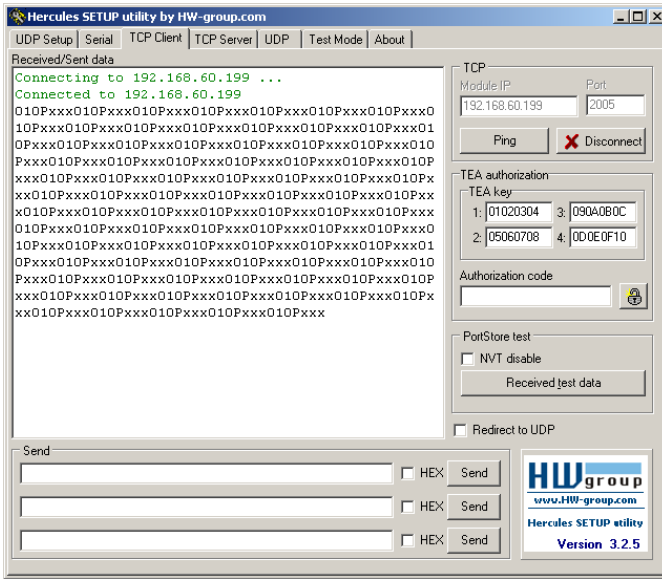 Hercules SETUP utility by HW-group.com
UDP Setup Serial TCP Client TCP Server UDP Test Mode About
Received/Sent data
Connecting to 192.168.60.199 ...
Connected to 192.168.60.199
010Pxxx010Pxxx010Pxxx010Pxxx010Pxxx010Pxxx010Pxxx0
10Pxxx010Pxxx010Pxxx010Pxxx010Pxxx010Pxxx010Pxxx01
0Pxxx010Pxxx010Pxxx010Pxxx010Pxxx010Pxxx010Pxxx010
Pxxx010Pxxx010Pxxx010Pxxx010Pxxx010Pxxx010Pxxx010P
xxx010Pxxx010Pxxx010Pxxx010Pxxx010Pxxx010Pxxx010Px
xx010Pxxx010Pxxx010Pxxx010Pxxx010Pxxx010Pxxx010Pxx
x010Pxxx010Pxxx010Pxxx010Pxxx010Pxxx010Pxxx010Pxxx
010Pxxx010Pxxx010Pxxx010Pxxx010Pxxx010Pxxx010Pxxx0
10Pxxx010Pxxx010Pxxx010Pxxx010Pxxx010Pxxx010Pxxx01
0Pxxx010Pxxx010Pxxx010Pxxx010Pxxx010Pxxx010Pxxx010
Pxxx010Pxxx010Pxxx010Pxxx010Pxxx010Pxxx010Pxxx010P
xxx010Pxxx010Pxxx010Pxxx010Pxxx010Pxxx010Pxxx010Px
xx010Pxxx010Pxxx010Pxxx010Pxxx010Pxxx
TCP
Module IP Port
192.168.60.199 2005
Ping Disconnect
TEA authorization
TEA key
1: 01020304 3: 090A0B0C
2: 05060708 4: 0D0E0F10
Authorization code
PortStore test
NVT disable
Received test data
Redirect to UDP
Send
HEX Send
HEX Send
HEX Send
HW group
www.HW-group.com
Hercules SETUP utility
Version 3.2.5